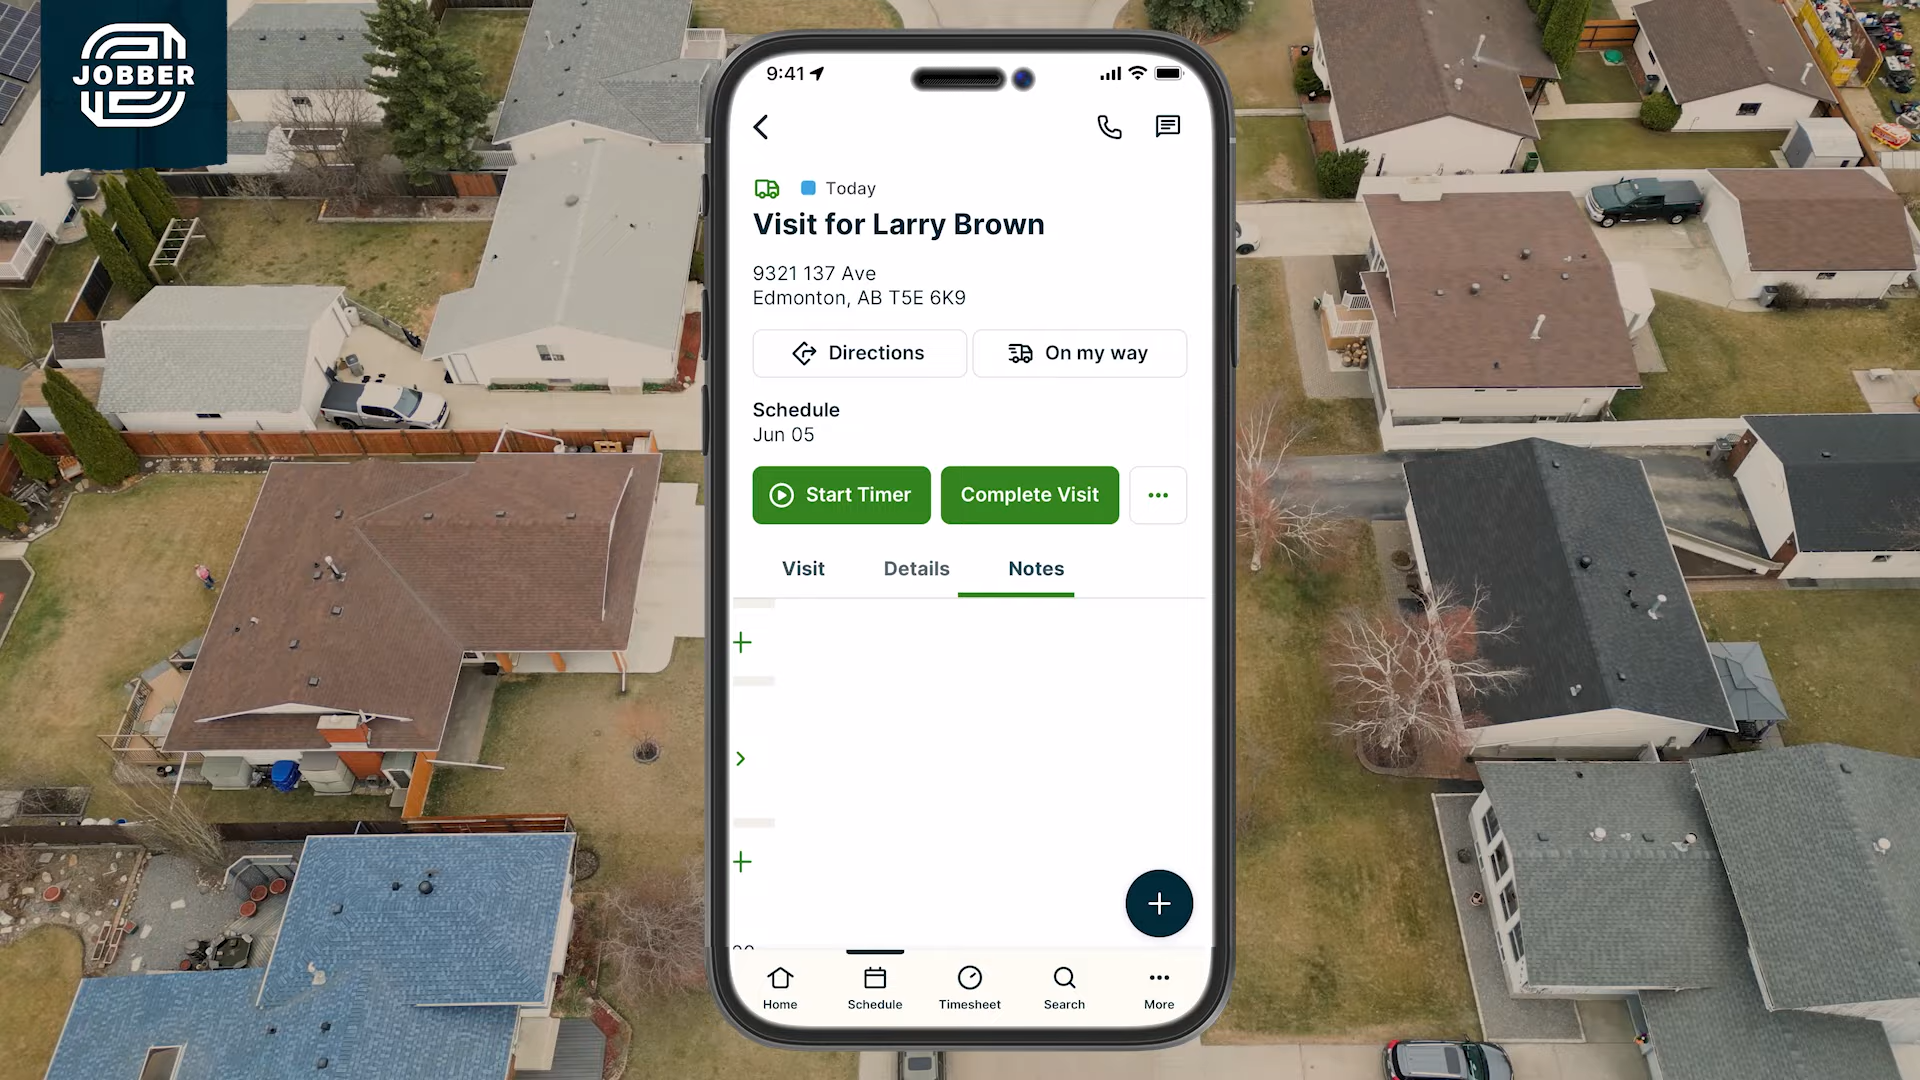 JOBBER
9:41
Today
Visit for Larry Brown
9321 137 Ave
Edmonton, AB T5E 6K9
Directions
On my way
Schedule
Jun 05
Start Timer
Complete Visit
Visit
Details
Notes
Home
Schedule
Timesheet
Search
More